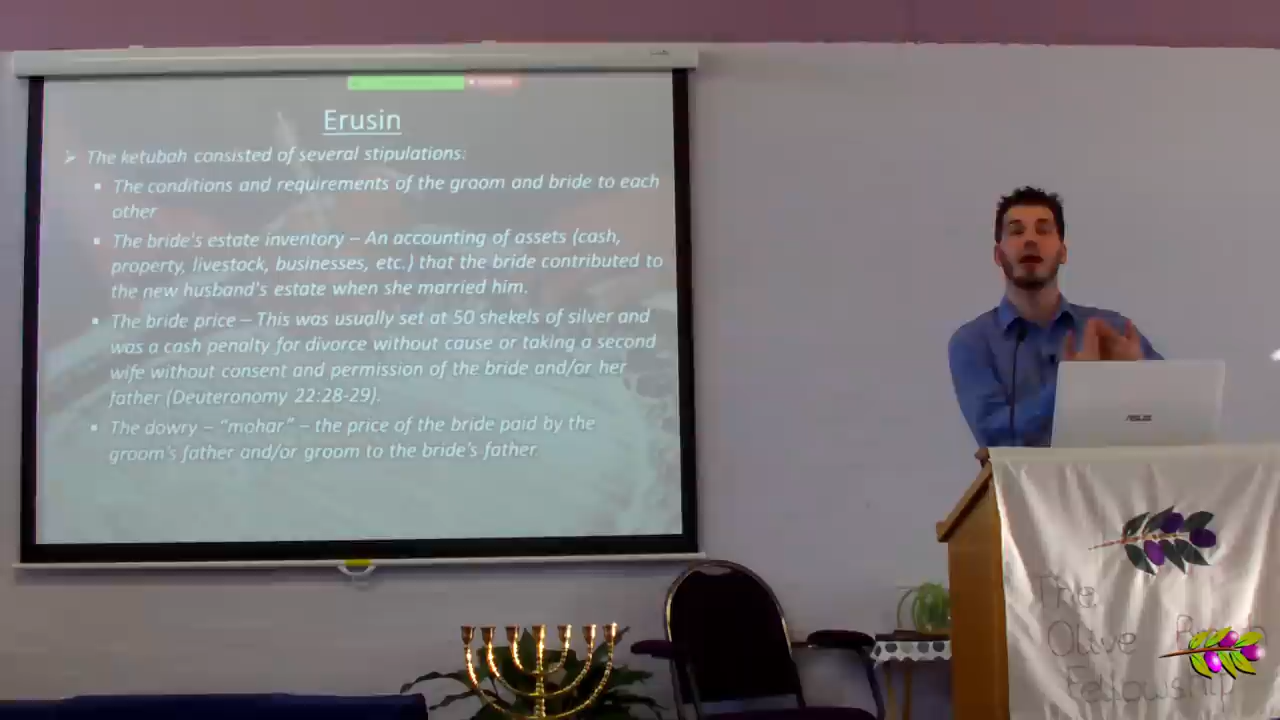 Erusin
➤ The ketubah consisted of several stipulations:
▪ The conditions and requirements of the groom and bride to each
other
▪ The bride's estate inventory – An accounting of assets (cash,
property, livestock, businesses, etc.) that the bride contributed to
the new husband's estate when she married him.
▪ The bride price – This was usually set at 50 shekels of silver and
was a cash penalty for divorce without cause or taking a second
wife without consent and permission of the bride and/or her
father (Deuteronomy 22:28-29).
▪ The dowry – “mohar” – the price of the bride paid by the
groom's father and/or groom to the bride's father.
ASUS
The
Olive Branch
Fellowship